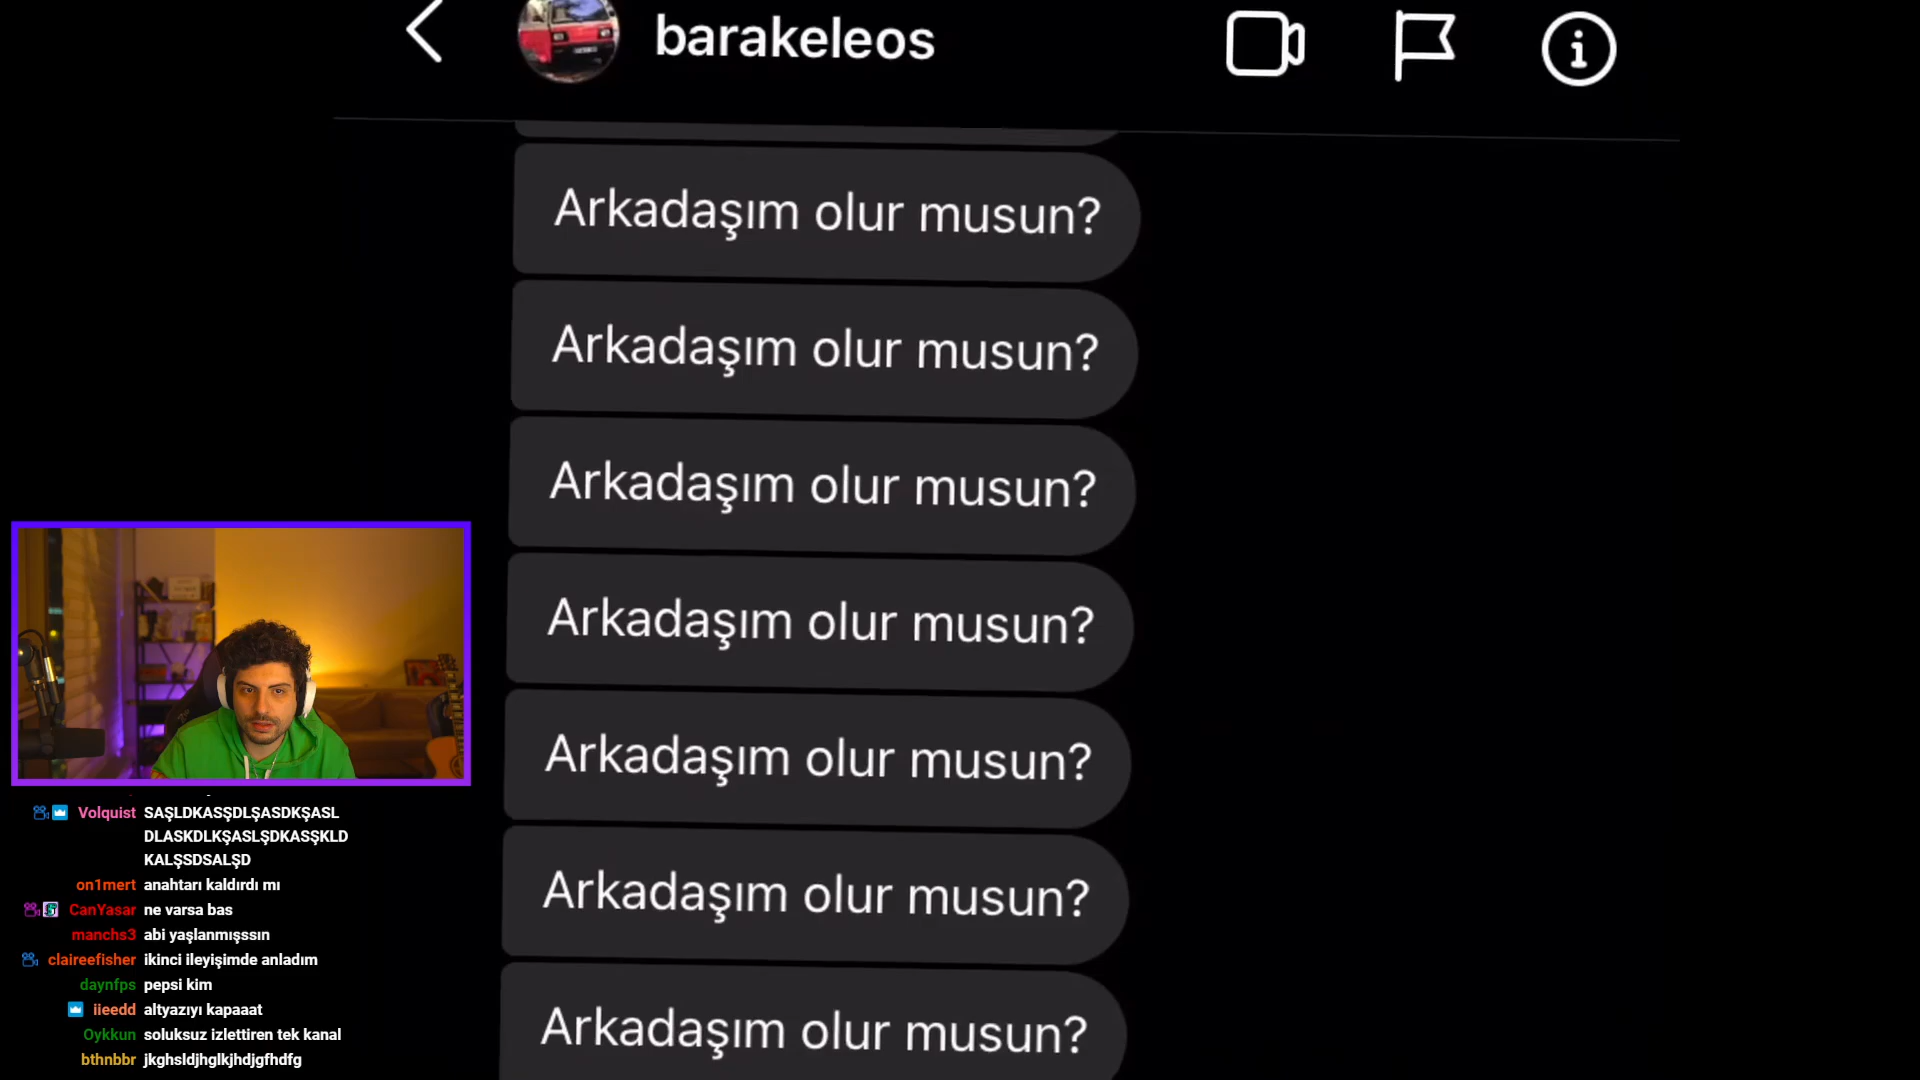 barakeleos
Arkadaşım olur musun?
Arkadaşım olur musun?
Arkadaşım olur musun?
Arkadaşım olur musun?
Arkadaşım olur musun?
Arkadaşım olur musun?
Arkadaşım olur musun?
Volquist SAŞLDKASŞDLŞASDKŞASL
DLASKDLKŞASLŞDKASŞKLD
KALŞSDSALŞD
on1mert anahtarı kaldırdı mı
CanYasar ne varsa bas
manchs3 abi yaşlanmışssın
claireefisher ikinci ileyişimde anladım
daynfps pepsi kim
iieedd altyazıyı kapaaat
Oykkun soluksuz izlettiren tek kanal
bthnbbr jkghsldjhglkjhdjgfhdfg